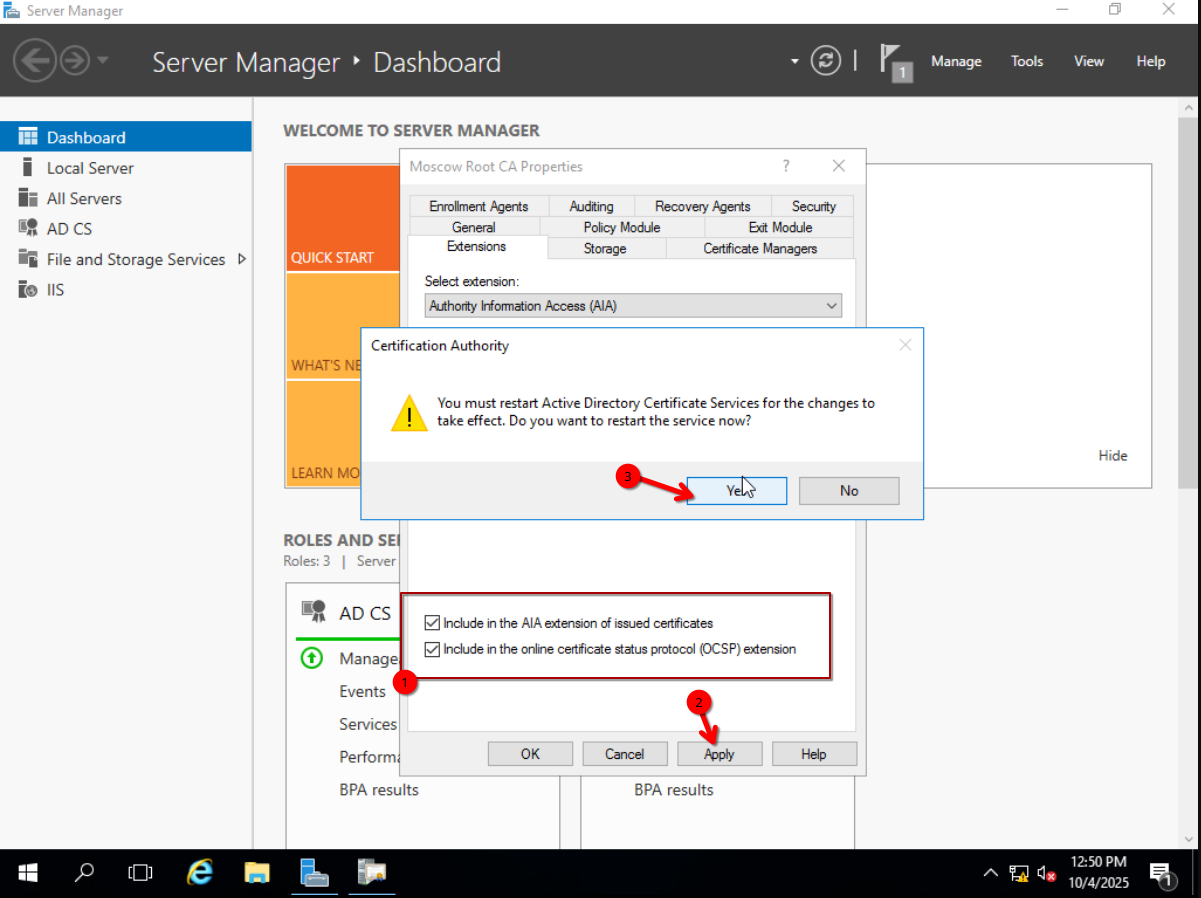 Server Manager
Server Manager ‣ Dashboard
1
Manage
Tools
View
Help
Dashboard
Local Server
All Servers
AD CS
File and Storage Services
IIS
WELCOME TO SERVER MANAGER
QUICK START
WHAT'S NE
LEARN MO
Hide
Moscow Root CA Properties
?
Enrollment Agents
Auditing
Recovery Agents
Security
General
Policy Module
Exit Module
Extensions
Storage
Certificate Managers
Select extension:
Authority Information Access (AIA)
Certification Authority
You must restart Active Directory Certificate Services for the changes to
take effect. Do you want to restart the service now?
3
Yes
No
ROLES AND SE
Roles: 3 | Server
AD CS
Include in the AIA extension of issued certificates
Include in the online certificate status protocol (OCSP) extension
1
2
Manage
Events
Services
Performa
BPA results
OK
Cancel
Apply
Help
BPA results
12:50 PM
10/4/2025
1